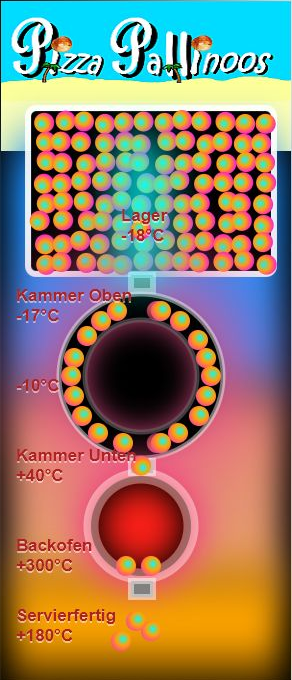 Pizza Pallinoos
Lager
-18°C
Kammer Oben
-17°C
-10°C
Kammer Unten
+40°C
Backofen
+300°C
Servierfertig
+180°C